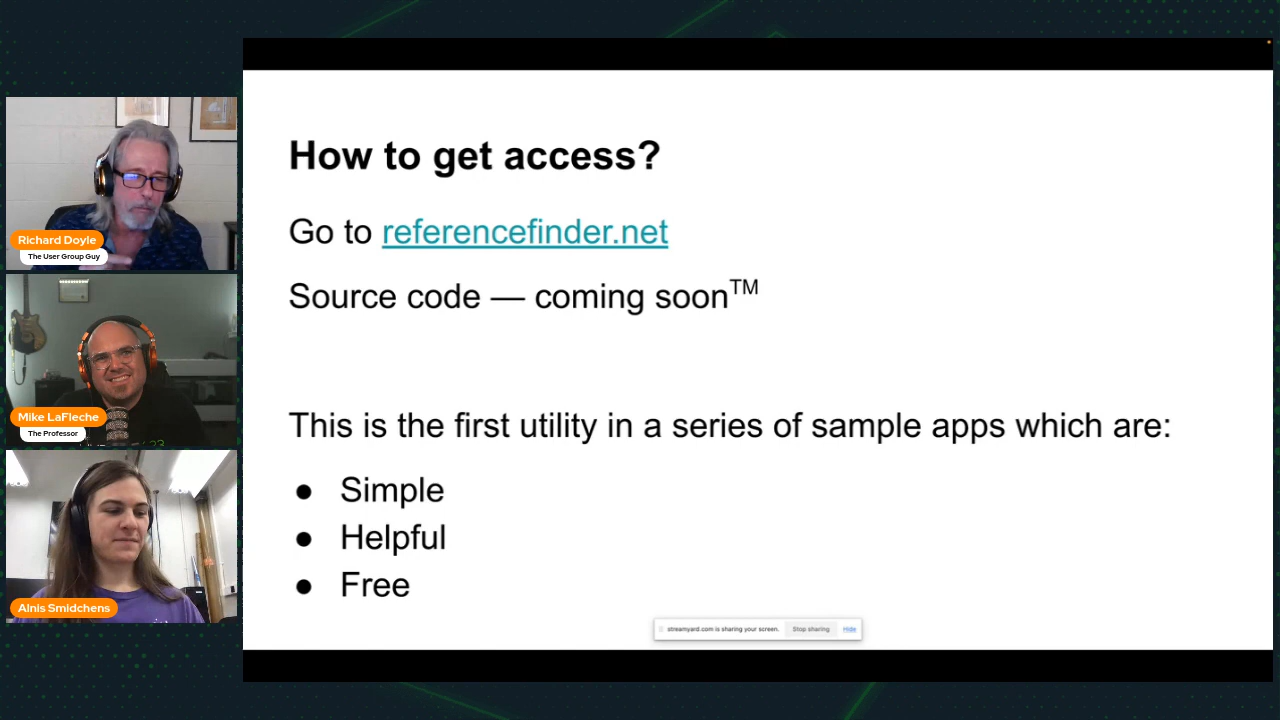 Richard Doyle
The User Group Guy
Mike LaFleche
The Professor
Alnis Smidchens
How to get access?
Go to referencefinder.net
Source code — coming soon™
This is the first utility in a series of sample apps which are:
● Simple
● Helpful
● Free
streamyard.com is sharing your screen. Stop sharing Hide